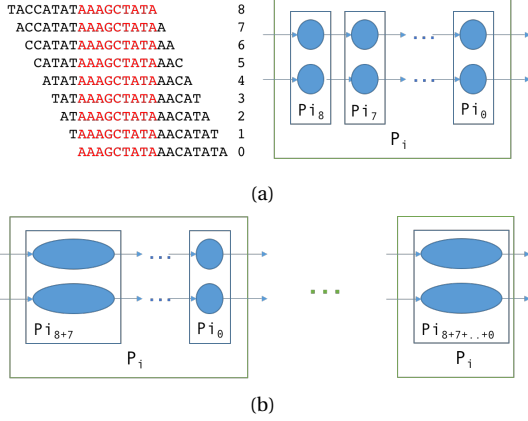 TACCATATAAAGCTATA 8
ACCATATAAAGCTATAA 7
CCATATAAAGCTATAAA 6
CATATAAAGCTATAAAC 5
ATATAAAGCTATAAACA 4
TATAAAGCTATAAACAT 3
ATAAAGCTATAAACATA 2
TAAAGCTATAAACATAT 1
AAAGCTATAAACATATA 0
...
...
Pi8 Pi7 Pi0
Pi
(a)
...
...
...
Pi8+7 Pi0 Pi8+7+..+0
Pi Pi
(b)